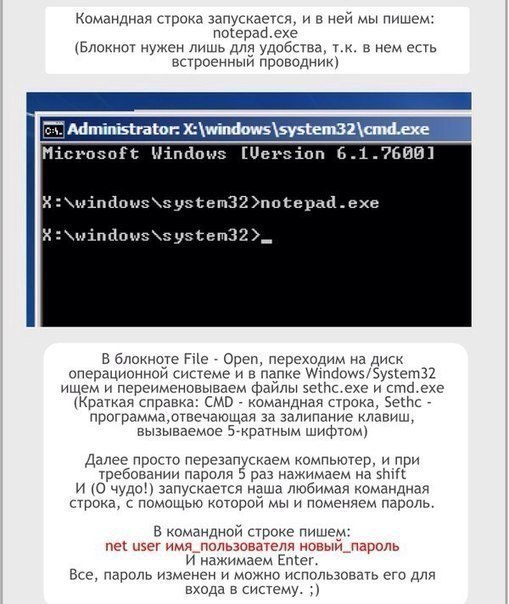 Командная строка запускается, и в ней мы пишем:
notepad.exe
(Блокнот нужен лишь для удобства, т.к. в нем есть
встроенный проводник)
Administrator: X:\windows\system32\cmd.exe
Microsoft Windows [Version 6.1.7600]
X:\windows\system32>notepad.exe
X:\windows\system32>_
В блокноте File - Open, переходим на диск
операционной системе и в папке Windows/System32
ищем и переименовываем файлы sethc.exe и cmd.exe
(Краткая справка: CMD - командная строка, Sethc -
программа,отвечающая за залипание клавиш,
вызываемое 5-кратным шифтом)
Далее просто перезапускаем компьютер, и при
требовании пароля 5 раз нажимаем на shift
И (О чудо!) запускается наша любимая командная
строка, с помощью которой мы и поменяем пароль.
В командной строке пишем:
net user имя_пользователя новый_пароль
И нажимаем Enter.
Все, пароль изменен и можно использовать его для
входа в систему. ;)